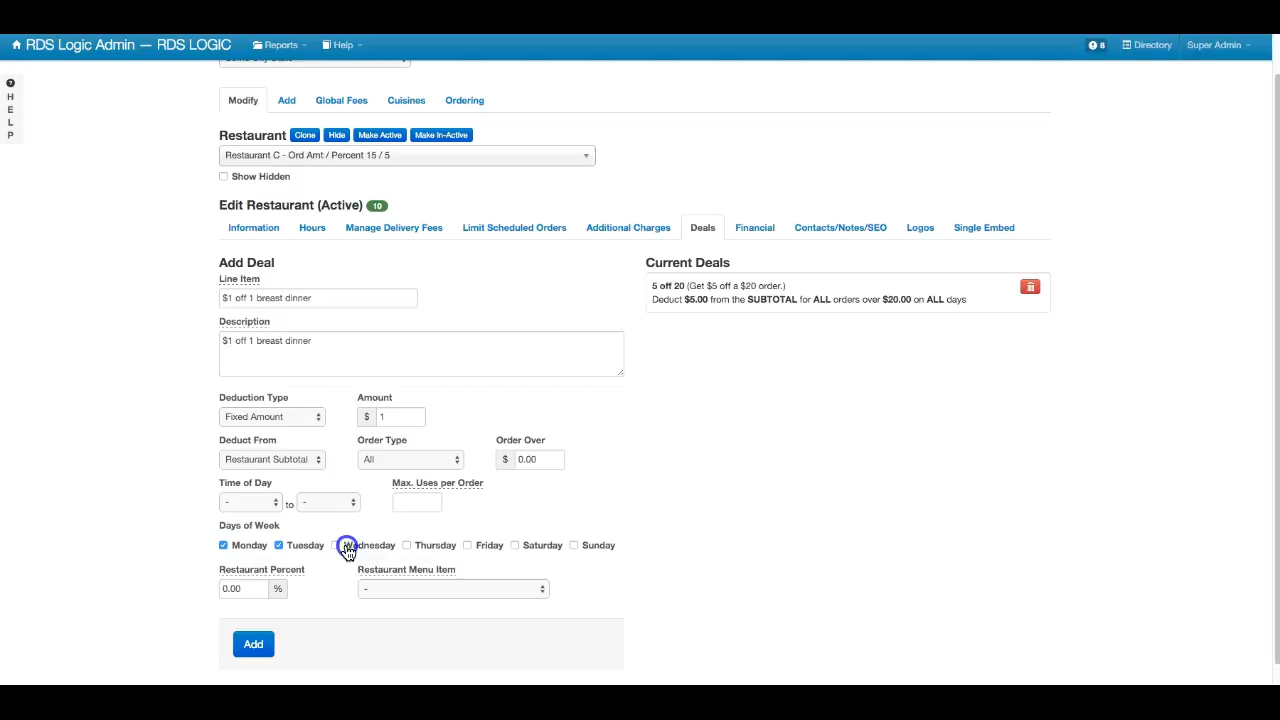 RDS Logic Admin — RDS LOGIC Reports Help 8 Directory Super Admin
H
E
L
P
Modify Add Global Fees Cuisines Ordering
Restaurant Clone Hide Make Active Make In-Active
Restaurant C - Ord Amt / Percent 15 / 5
Show Hidden
Edit Restaurant (Active) 10
Information Hours Manage Delivery Fees Limit Scheduled Orders Additional Charges Deals Financial Contacts/Notes/SEO Logos Single Embed
Add Deal
Line Item
$1 off 1 breast dinner
Description
$1 off 1 breast dinner
Deduction Type Amount
Fixed Amount $ 1
Deduct From Order Type Order Over
Restaurant Subtotal All $ 0.00
Time of Day Max. Uses per Order
- to -
Days of Week
Monday Tuesday Wednesday Thursday Friday Saturday Sunday
Restaurant Percent Restaurant Menu Item
0.00 % -
Add
Current Deals
5 off 20 (Get $5 off a $20 order.)
Deduct $5.00 from the SUBTOTAL for ALL orders over $20.00 on ALL days